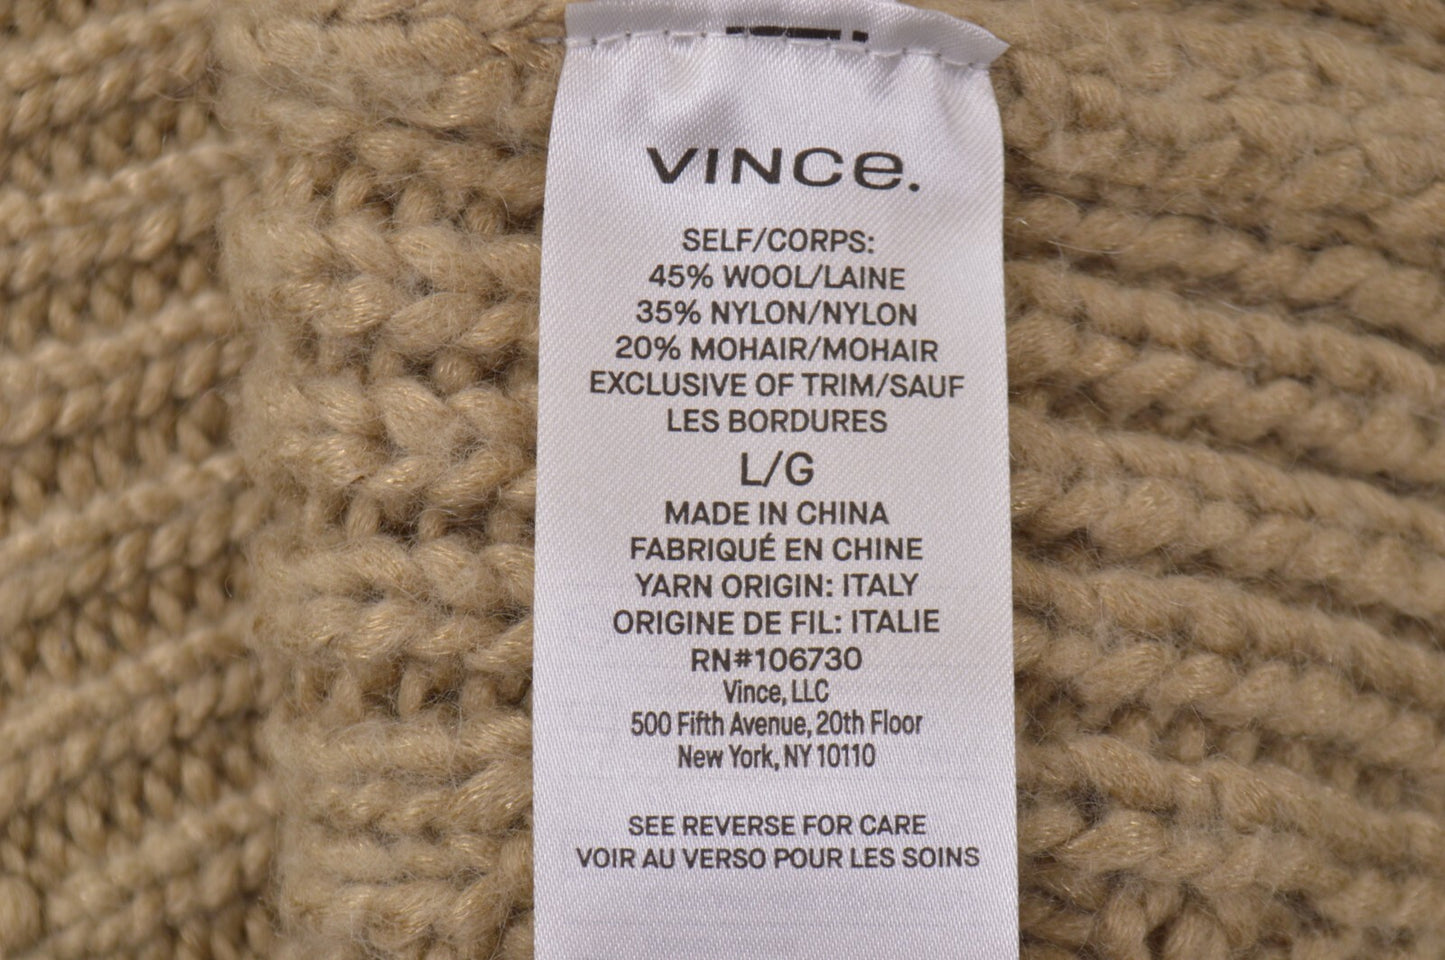 VINCe.
SELF/CORPS:
45% WOOL/LAINE
35% NYLON/NYLON
20% MOHAIR/MOHAIR
EXCLUSIVE OF TRIM/SAUF
LES BORDURES
L/G
MADE IN CHINA
FABRIQUÉ EN CHINE
YARN ORIGIN: ITALY
ORIGINE DE FIL: ITALIE
RN#106730
Vince, LLC
500 Fifth Avenue, 20th Floor
New York, NY 10110
SEE REVERSE FOR CARE
VOIR AU VERSO POUR LES SOINS